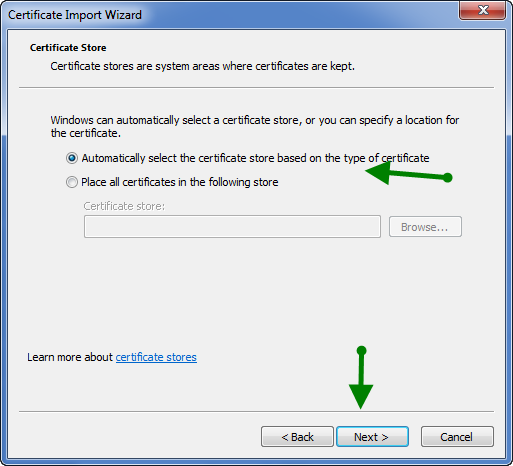 Certificate Import Wizard
Certificate Store
Certificate stores are system areas where certificates are kept.
Windows can automatically select a certificate store, or you can specify a location for
the certificate.
Automatically select the certificate store based on the type of certificate
Place all certificates in the following store
Certificate store:
Browse...
Learn more about certificate stores
< Back
Next >
Cancel